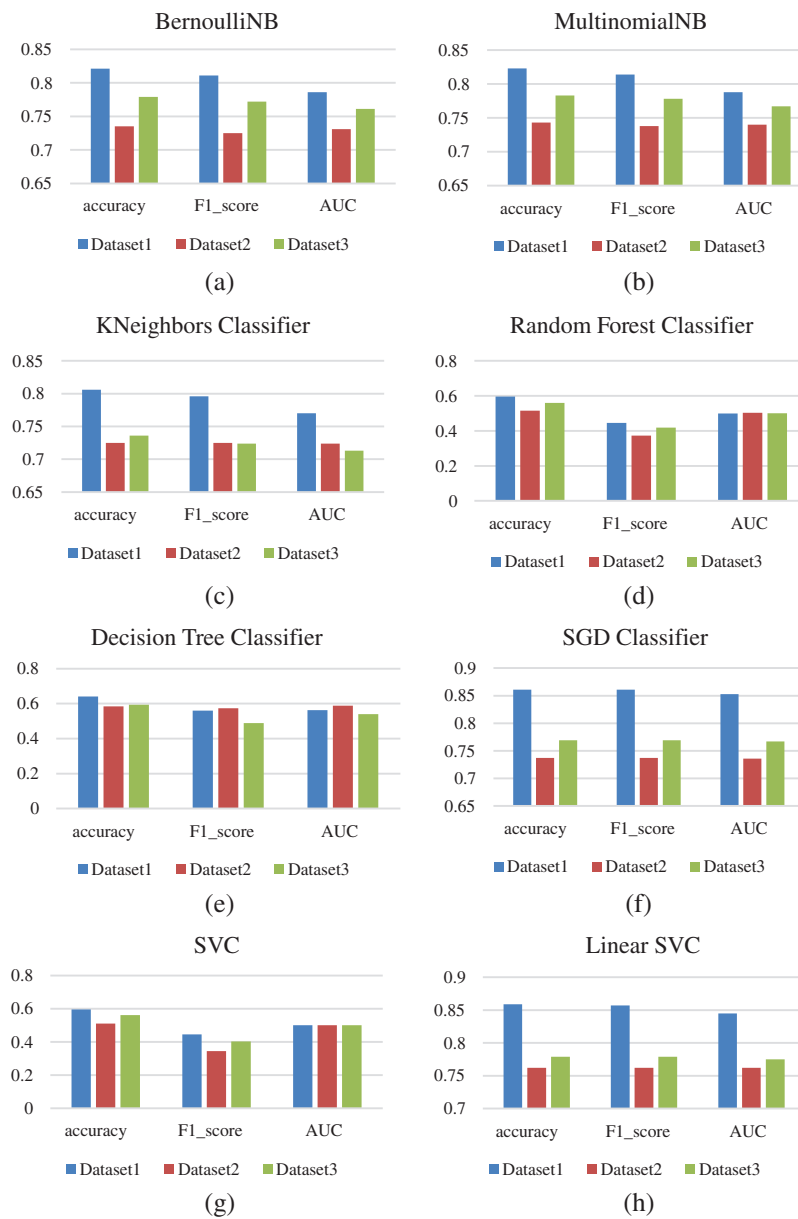 BernoulliNB
0.85
0.8
0.75
0.7
0.65
accuracy F1_score AUC
Dataset1 Dataset2 Dataset3
(a)
MultinomialNB
0.85
0.8
0.75
0.7
0.65
accuracy F1_score AUC
Dataset1 Dataset2 Dataset3
(b)
KNeighbors Classifier
0.85
0.8
0.75
0.7
0.65
accuracy F1_score AUC
Dataset1 Dataset2 Dataset3
(c)
Random Forest Classifier
0.8
0.6
0.4
0.2
0
accuracy F1_score AUC
Dataset1 Dataset2 Dataset3
(d)
Decision Tree Classifier
0.8
0.6
0.4
0.2
0
accuracy F1_score AUC
Dataset1 Dataset2 Dataset3
(e)
SGD Classifier
0.9
0.85
0.8
0.75
0.7
0.65
accuracy F1_score AUC
Dataset1 Dataset2 Dataset3
(f)
SVC
0.8
0.6
0.4
0.2
0
accuracy F1_score AUC
Dataset1 Dataset2 Dataset3
(g)
Linear SVC
0.9
0.85
0.8
0.75
0.7
accuracy F1_score AUC
Dataset1 Dataset2 Dataset3
(h)